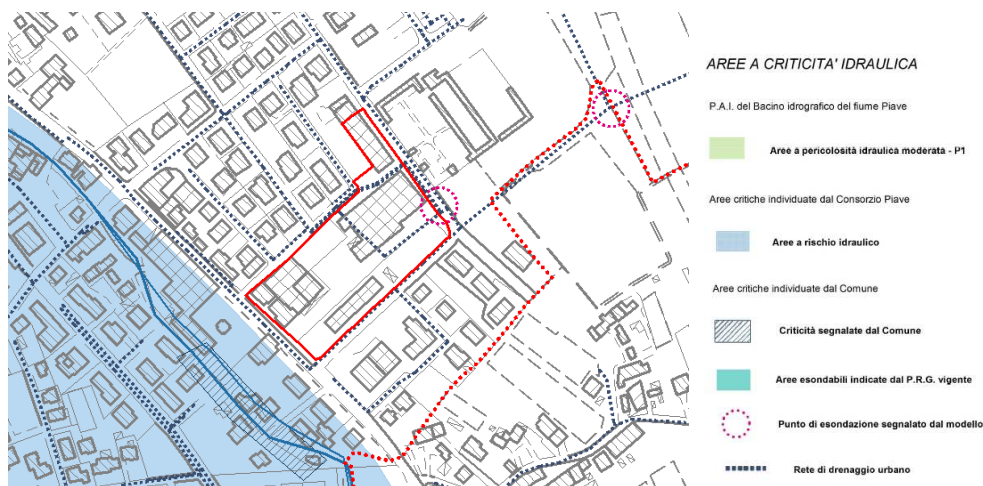 AREE A CRITICITA' IDRAULICA
P.A.I. del Bacino idrografico del fiume Piave
Aree a pericolosità idraulica moderata - P1
Aree critiche individuate dal Consorzio Piave
Aree a rischio idraulico
Aree critiche individuate dal Comune
Criticità segnalate dal Comune
Aree esondabili indicate dal P.R.G. vigente
Punto di esondazione segnalato dal modello
Rete di drenaggio urbano